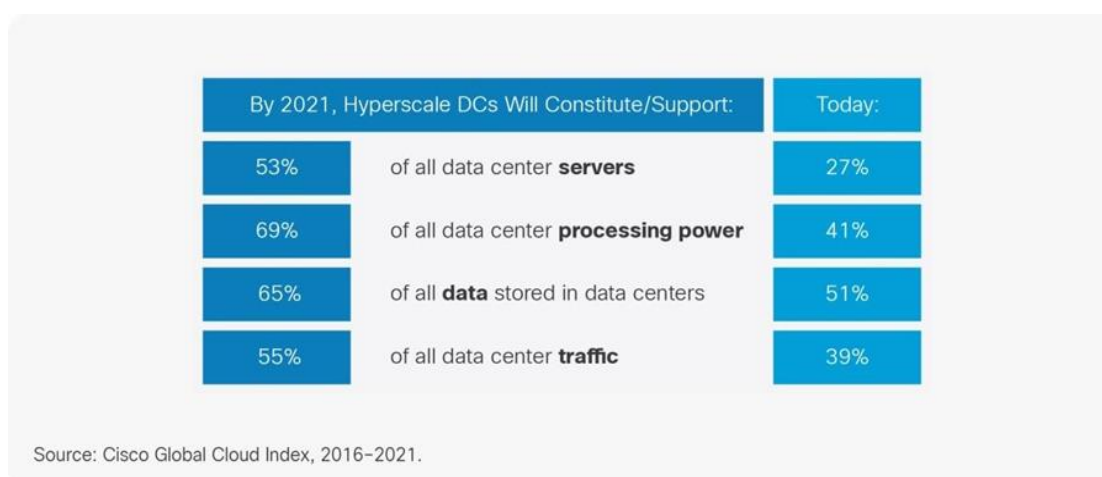 By 2021, Hyperscale DCs Will Constitute/Support: Today:
53% of all data center servers 27%
69% of all data center processing power 41%
65% of all data stored in data centers 51%
55% of all data center traffic 39%
Source: Cisco Global Cloud Index, 2016–2021.